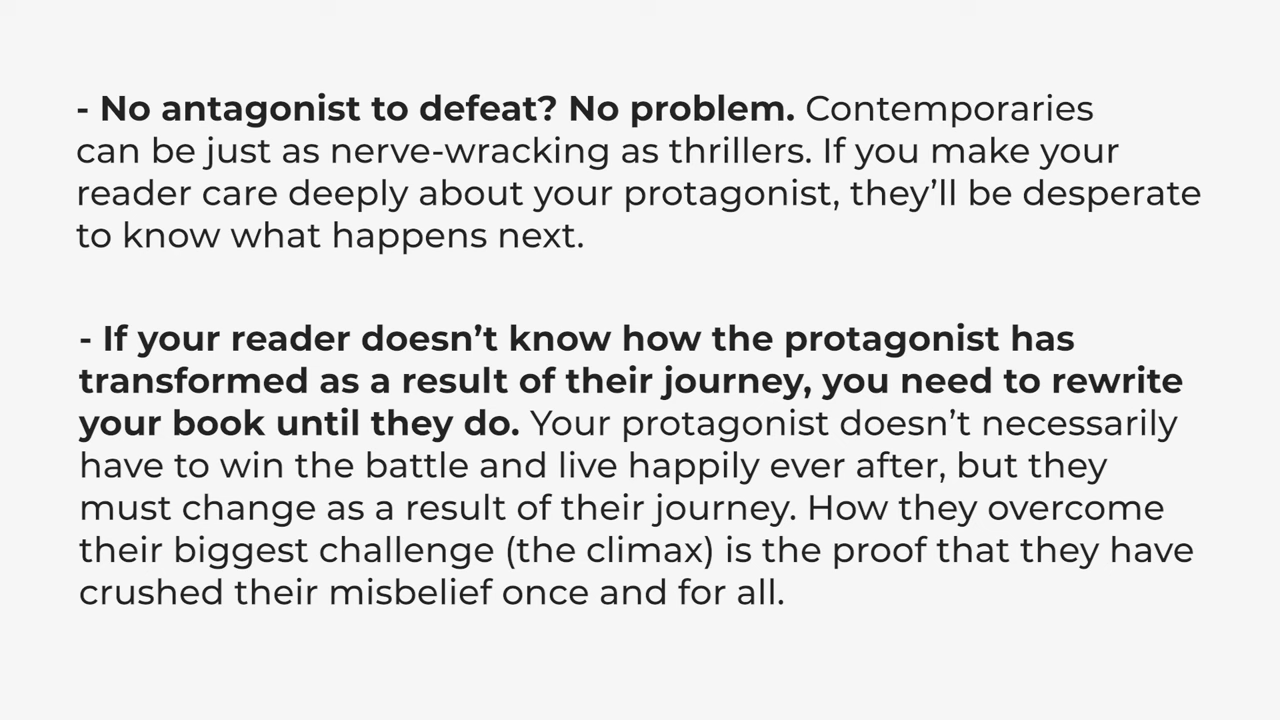 - No antagonist to defeat? No problem. Contemporaries
can be just as nerve-wracking as thrillers. If you make your
reader care deeply about your protagonist, they’ll be desperate
to know what happens next.
- If your reader doesn’t know how the protagonist has
transformed as a result of their journey, you need to rewrite
your book until they do. Your protagonist doesn’t necessarily
have to win the battle and live happily ever after, but they
must change as a result of their journey. How they overcome
their biggest challenge (the climax) is the proof that they have
crushed their misbelief once and for all.